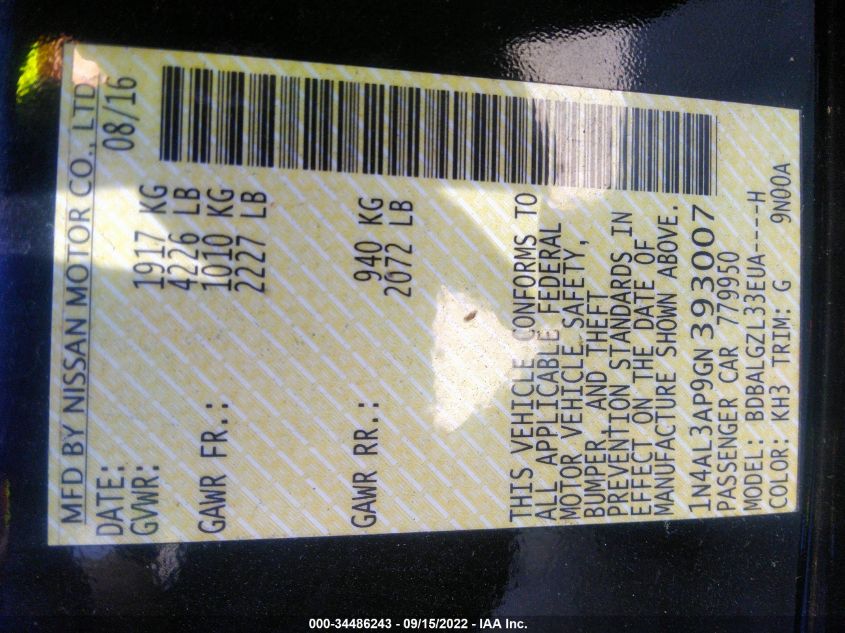 MFD BY NISSAN MOTOR CO., LTD.
DATE: 08/16
GVWR: 1917 KG
4226 LB
GAWR FR.: 1010 KG
2227 LB
GAWR RR.: 940 KG
2072 LB
THIS VEHICLE CONFORMS TO
ALL APPLICABLE FEDERAL
MOTOR VEHICLE SAFETY,
BUMPER, AND THEFT
PREVENTION STANDARDS IN
EFFECT ON THE DATE OF
MANUFACTURE SHOWN ABOVE.
1N4AL3AP9GN393007
PASSENGER CAR 779950
MODEL: BDBALGZL33EUA----H
COLOR: KH3 TRIM: G 9N00A
000-34486243 - 09/15/2022 - IAA Inc.